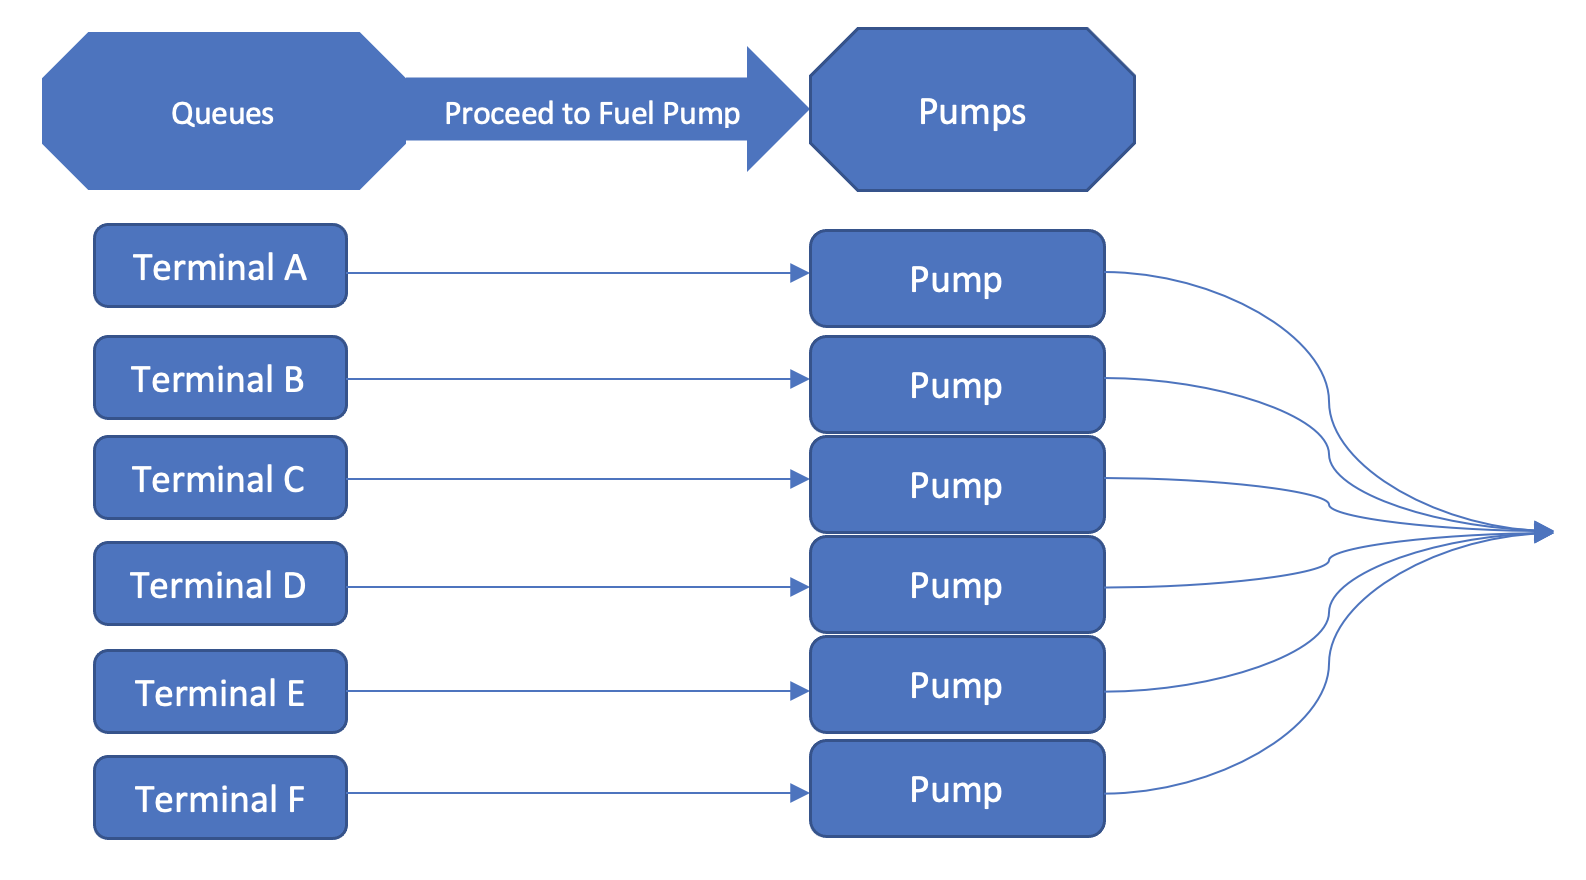 Queues
Proceed to Fuel Pump
Pumps
Terminal A
Pump
Terminal B
Pump
Terminal C
Pump
Terminal D
Pump
Terminal E
Pump
Terminal F
Pump